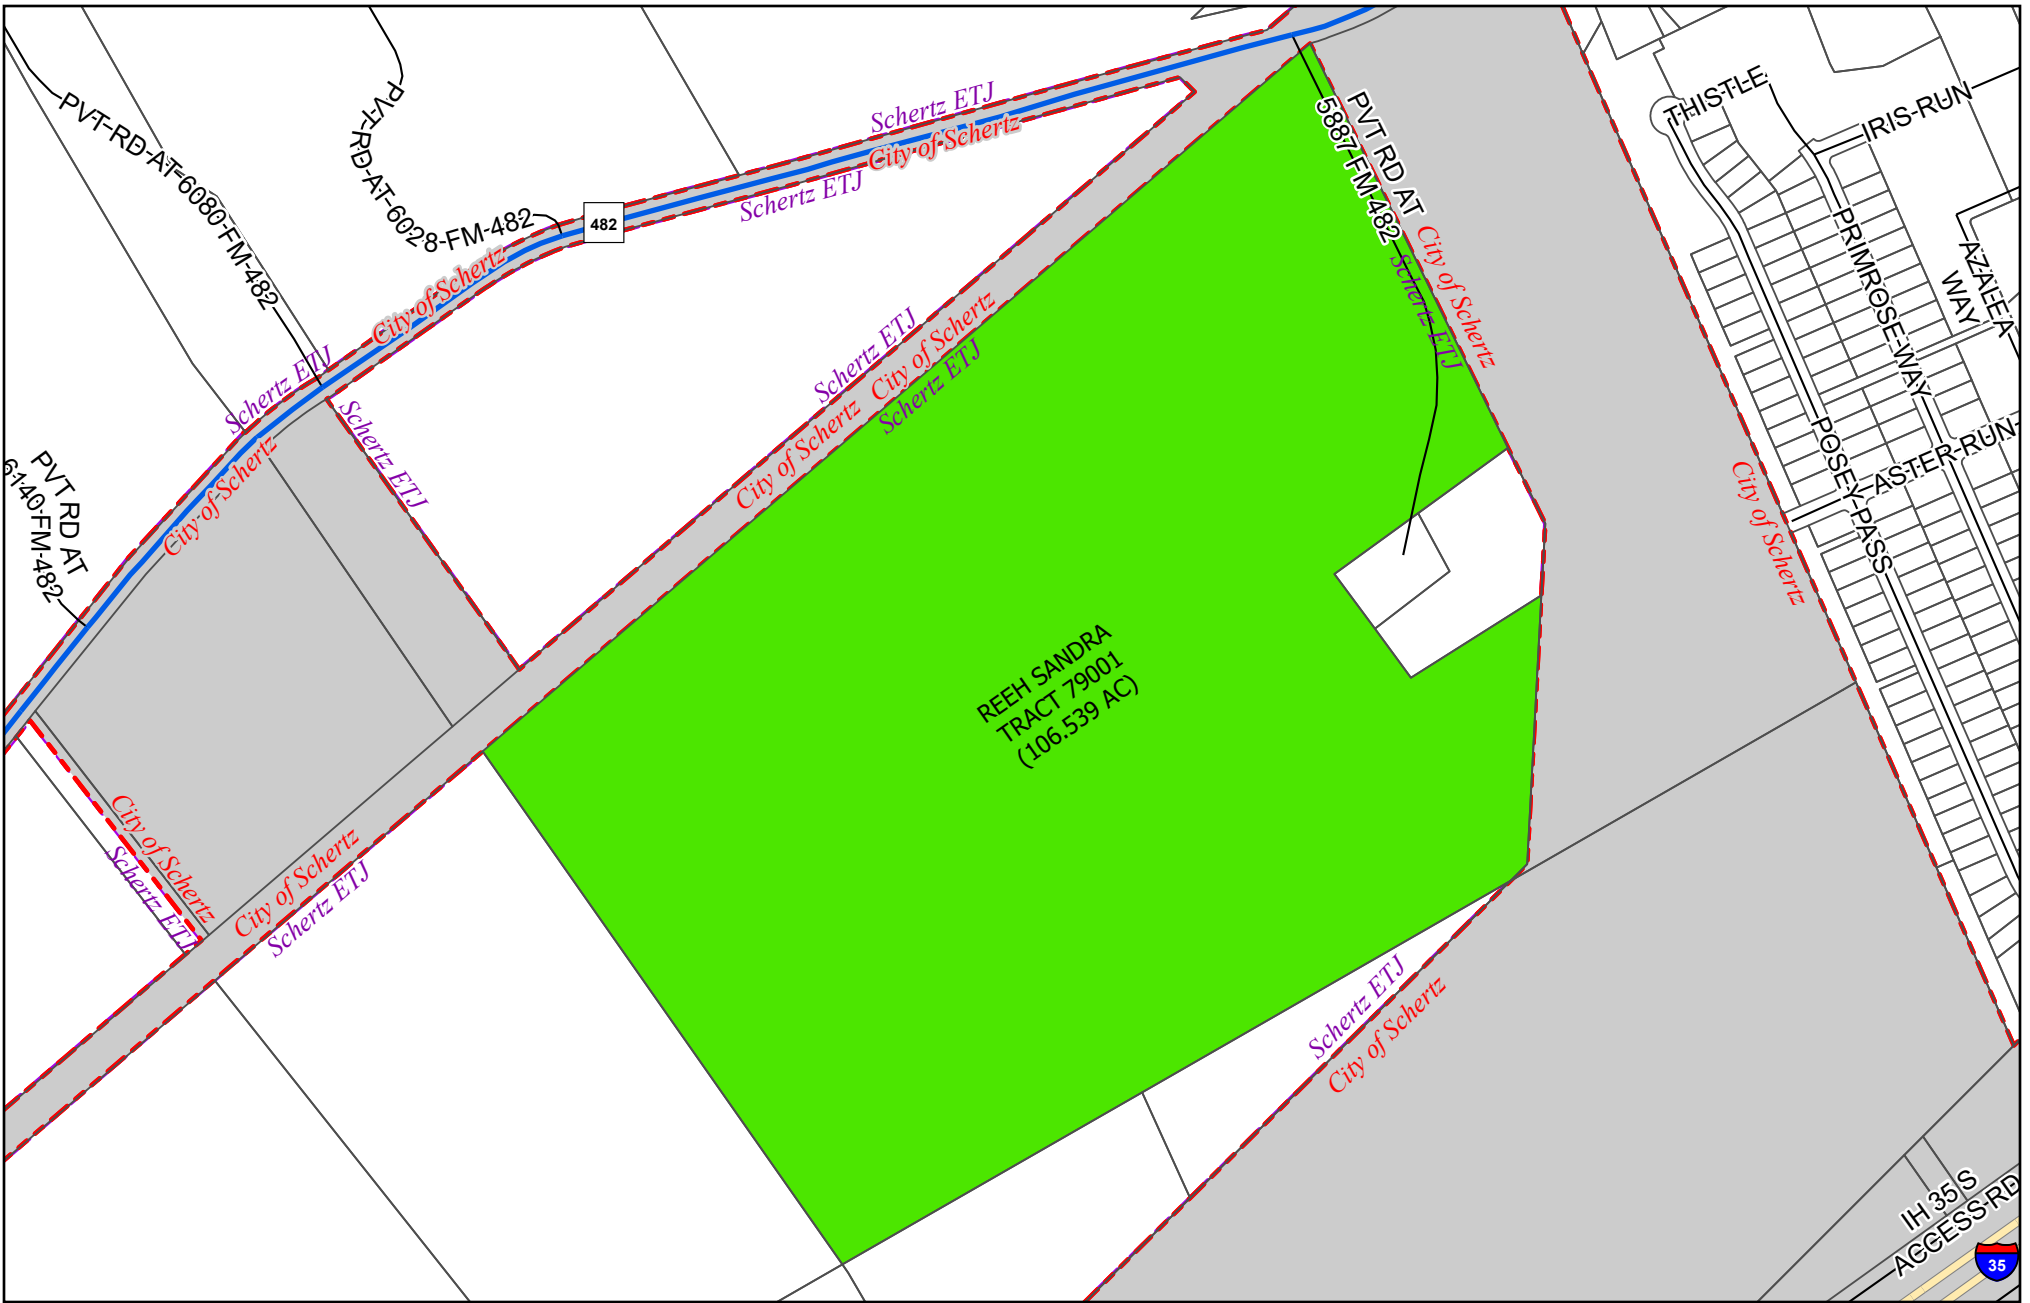 PVT-RD-AT-6080-FM-482
PVT-RD-AT-6028-FM-482
482
Schertz ETJ
City of Schertz
Schertz ETJ
City of Schertz
Schertz ETJ
City of Schertz
Schertz ETJ
PVT RD AT
6140-FM-482
Schertz ETJ
City of Schertz
City of Schertz
Schertz ETJ
City of Schertz
City of Schertz
Schertz ETJ
PVT RD AT
5887-FM-482
City of Schertz
Schertz ETJ
THISTLE
IRIS-RUN
PRIMROSE-WAY
AZALEA
WAY
POSEY-PASS
ASTER-RUN
City of Schertz
REEH SANDRA
TRACT 79001
(106.539 AC)
City of Schertz
Schertz ETJ
Schertz ETJ
City of Schertz
IH 35 S
ACCESS-RD
35